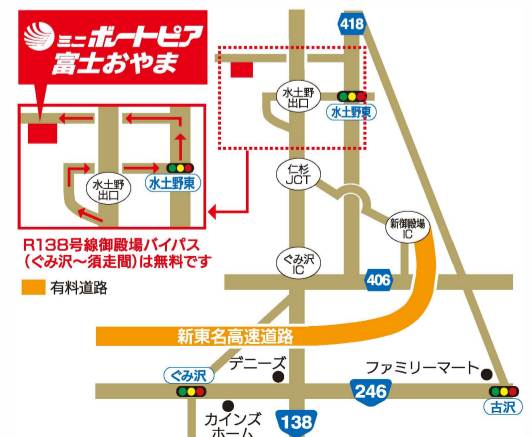 ミニボートピア
富士おやま
418
水土野
出口
水土野東
水土野
出口
水土野東
仁杉
JCT
新御殿場
IC
R138号線御殿場バイパス
(ぐみ沢〜須走間)は無料です
ぐみ沢
IC
406
有料道路
新東名高速道路
ぐみ沢
デニーズ
ファミリーマート
246
古沢
カインズ
ホーム
138